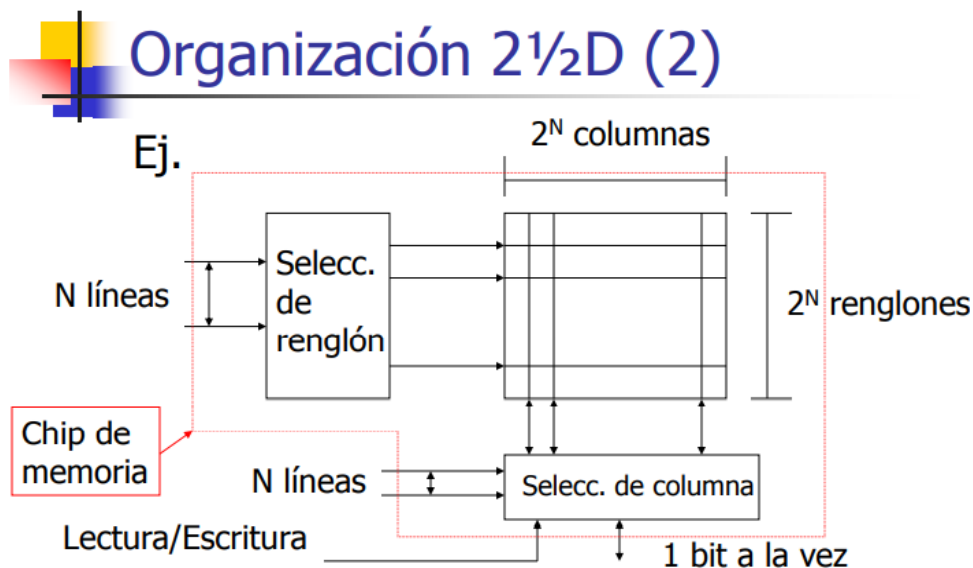 Organización 2½D (2)
Ej.
2ᴺ columnas
N líneas
Selecc.
de
renglón
2ᴺ renglones
Chip de
memoria
N líneas
Selecc. de columna
Lectura/Escritura
1 bit a la vez